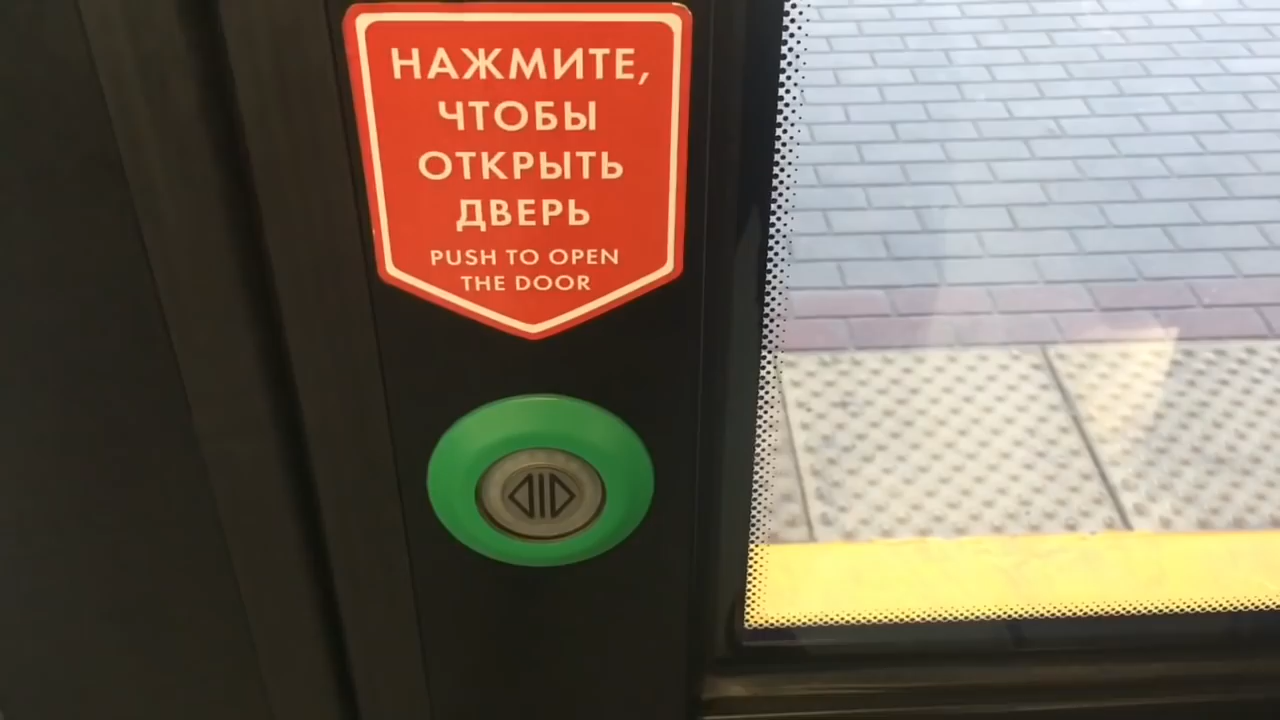 НАЖМИТЕ,
ЧТОБЫ
ОТКРЫТЬ
ДВЕРЬ
PUSH TO OPEN
THE DOOR